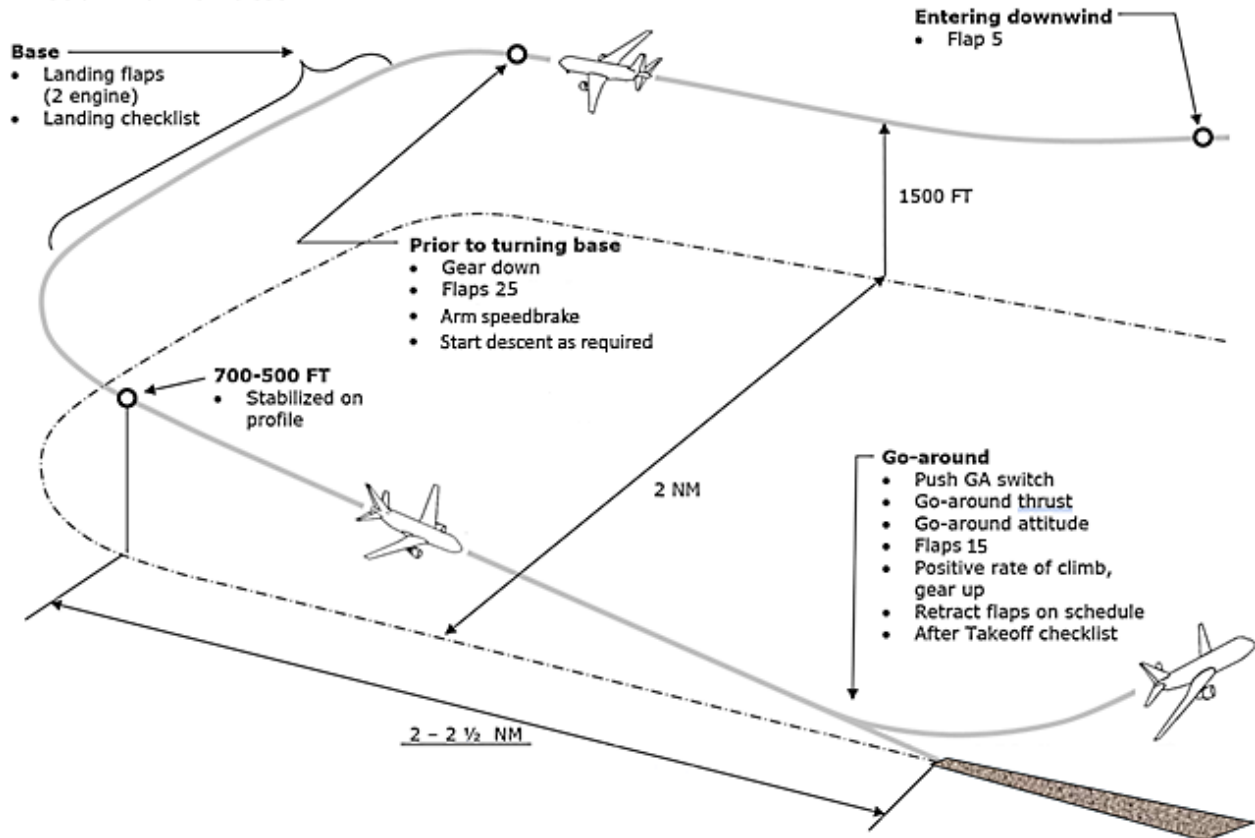 Entering downwind
• Flap 5
Base
• Landing flaps
(2 engine)
• Landing checklist
1500 FT
Prior to turning base
• Gear down
• Flaps 25
• Arm speedbrake
• Start descent as required
700-500 FT
• Stabilized on
profile
2 NM
Go-around
• Push GA switch
• Go-around thrust
• Go-around attitude
• Flaps 15
• Positive rate of climb,
gear up
• Retract flaps on schedule
• After Takeoff checklist
2 – 2 ½ NM